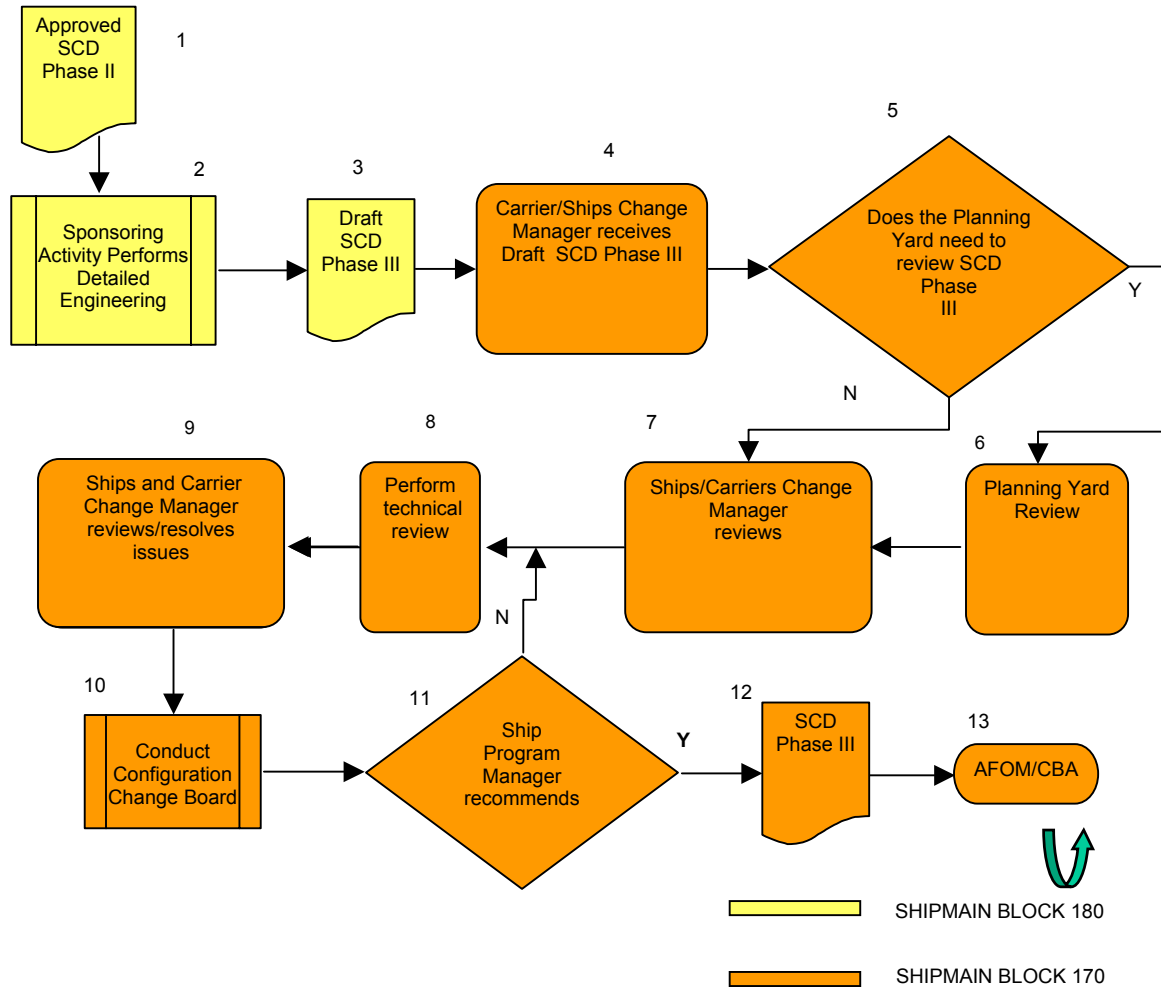 1
Approved
SCD
Phase II
2
Sponsoring
Activity Performs
Detailed
Engineering
3
Draft
SCD
Phase III
4
Carrier/Ships Change
Manager receives
Draft SCD Phase III
5
Does the Planning
Yard need to
review SCD
Phase
III
Y
N
6
Planning Yard
Review
7
Ships/Carriers Change
Manager
reviews
8
Perform
technical
review
9
Ships and Carrier
Change Manager
reviews/resolves
issues
10
Conduct
Configuration
Change Board
11
Ship
Program
Manager
recommends
N
Y
12
SCD
Phase III
13
AFOM/CBA
SHIPMAIN BLOCK 180
SHIPMAIN BLOCK 170